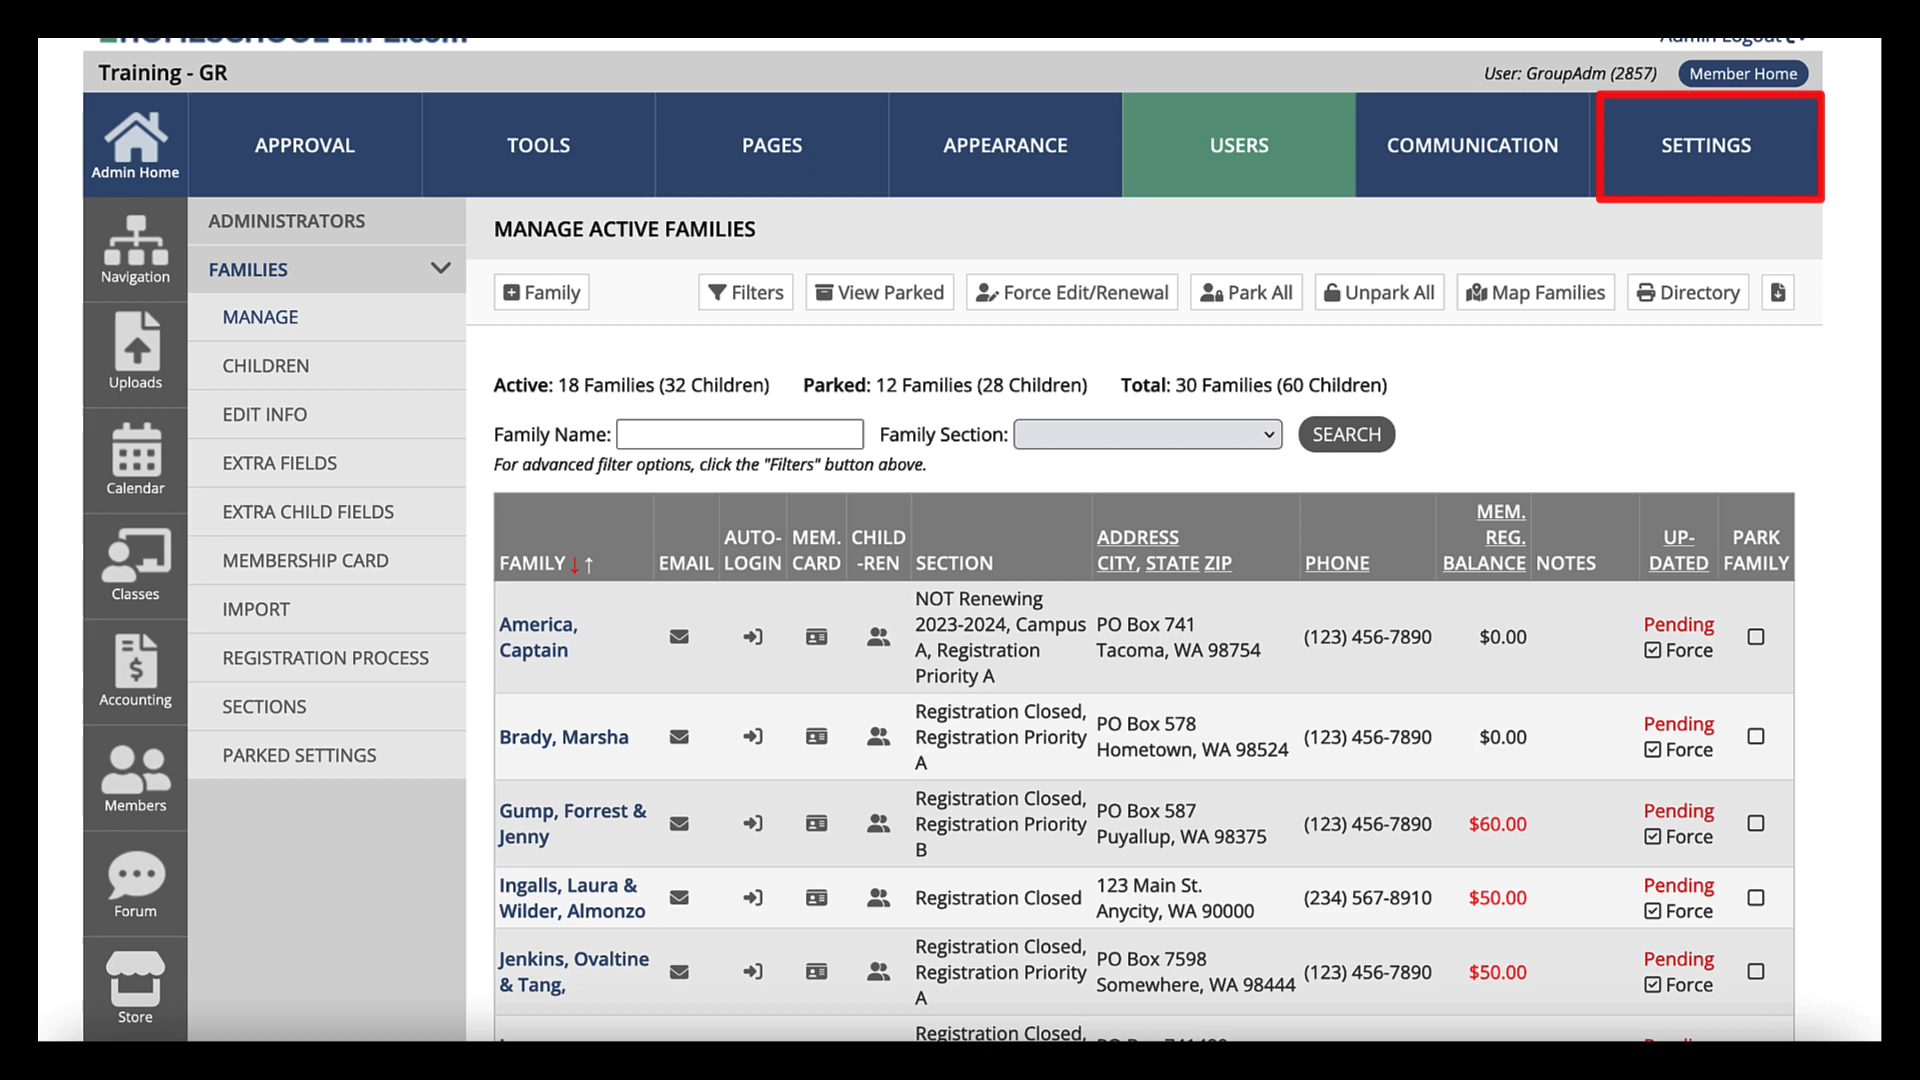 Training - GR
User: GroupAdm (2857)
Member Home
Admin Home
APPROVAL
TOOLS
PAGES
APPEARANCE
USERS
COMMUNICATION
SETTINGS
Navigation
Uploads
Calendar
Classes
Accounting
Members
Forum
Store
ADMINISTRATORS
FAMILIES
MANAGE
CHILDREN
EDIT INFO
EXTRA FIELDS
EXTRA CHILD FIELDS
MEMBERSHIP CARD
IMPORT
REGISTRATION PROCESS
SECTIONS
PARKED SETTINGS
MANAGE ACTIVE FAMILIES
Family
Filters
View Parked
Force Edit/Renewal
Park All
Unpark All
Map Families
Directory
Active: 18 Families (32 Children) Parked: 12 Families (28 Children) Total: 30 Families (60 Children)
Family Name:
Family Section:
SEARCH
For advanced filter options, click the "Filters" button above.
FAMILY ↓↑
EMAIL
AUTO-
LOGIN
MEM.
CARD
CHILD
-REN
SECTION
ADDRESS
CITY, STATE ZIP
PHONE
MEM.
REG.
BALANCE
NOTES
UP-
DATED
PARK
FAMILY
America,
Captain
NOT Renewing
2023-2024, Campus
A, Registration
Priority A
PO Box 741
Tacoma, WA 98754
(123) 456-7890
$0.00
Pending
Force
Brady, Marsha
Registration Closed,
Registration Priority
A
PO Box 578
Hometown, WA 98524
(123) 456-7890
$0.00
Pending
Force
Gump, Forrest &
Jenny
Registration Closed,
Registration Priority
B
PO Box 587
Puyallup, WA 98375
(123) 456-7890
$60.00
Pending
Force
Ingalls, Laura &
Wilder, Almonzo
Registration Closed
123 Main St.
Anycity, WA 90000
(234) 567-8910
$50.00
Pending
Force
Jenkins, Ovaltine
& Tang,
Registration Closed,
Registration Priority
A
PO Box 7598
Somewhere, WA 98444
(123) 456-7890
$50.00
Pending
Force
Registration Closed,